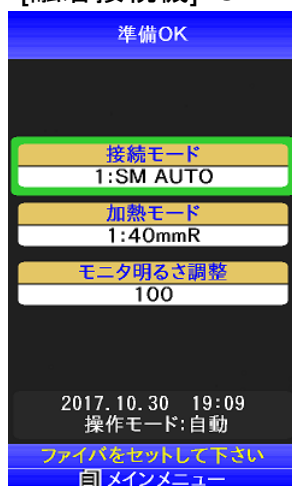 準備OK
接続モード
1:SM AUTO
加熱モード
1:40mmR
モニタ明るさ調整
100
2017.10.30 19:09
操作モード:自動
ファイバをセットして下さい
メインメニュー